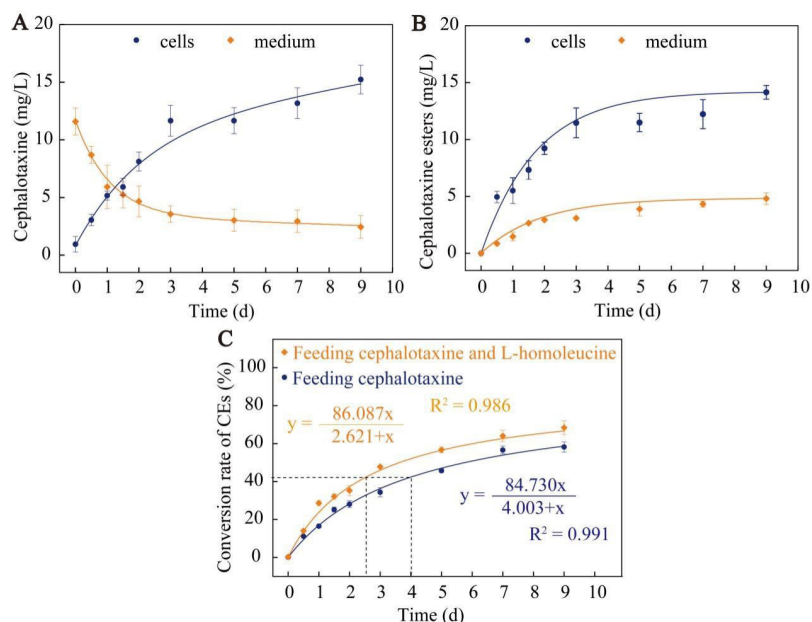 A
cells medium
Cephalotaxine (mg/L)
20
15
10
5
0
0 1 2 3 4 5 6 7 8 9 10
Time (d)
B
cells medium
Cephalotaxine esters (mg/L)
20
15
10
5
0
0 1 2 3 4 5 6 7 8 9 10
Time (d)
C
Feeding cephalotaxine and L-homoleucine
Feeding cephalotaxine
Conversion rate of CEs (%)
100
80
60
40
20
0
y = 86.087x / 2.621+x
R² = 0.986
y = 84.730x / 4.003+x
R² = 0.991
0 1 2 3 4 5 6 7 8 9 10
Time (d)